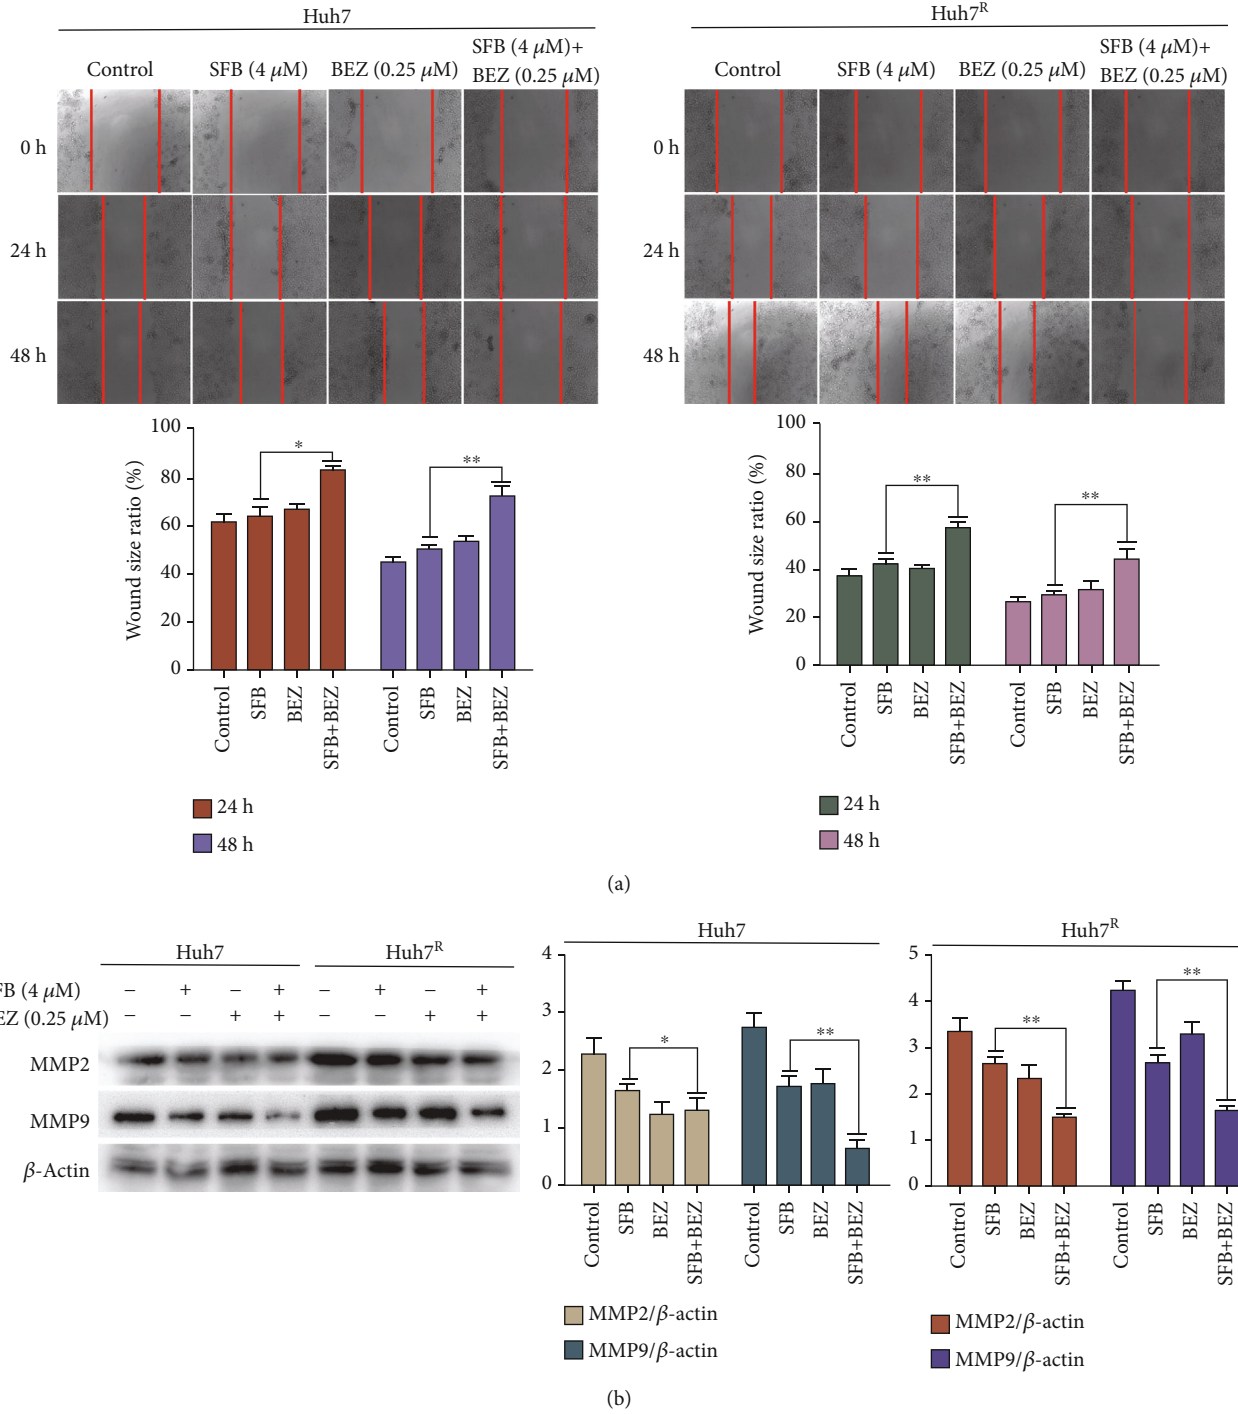 Huh7
Control
SFB (4 μM)
BEZ (0.25 μM)
SFB (4 μM)+
BEZ (0.25 μM)
0 h
24 h
48 h
Huh7R
Control
SFB (4 μM)
BEZ (0.25 μM)
SFB (4 μM)+
BEZ (0.25 μM)
0 h
24 h
48 h
Wound size ratio (%)
100
80
60
40
20
0
*
**
Control
SFB
BEZ
SFB+BEZ
Control
SFB
BEZ
SFB+BEZ
24 h
48 h
Wound size ratio (%)
100
80
60
40
20
0
**
**
Control
SFB
BEZ
SFB+BEZ
Control
SFB
BEZ
SFB+BEZ
24 h
48 h
(a)
Huh7
Huh7R
FB (4 μM) – + – + – + – +
EZ (0.25 μM) – – + + – – + +
MMP2
MMP9
β-Actin
Huh7
4
3
2
1
0
*
**
Control
SFB
BEZ
SFB+BEZ
Control
SFB
BEZ
SFB+BEZ
MMP2/β-actin
MMP9/β-actin
Huh7R
5
4
3
2
1
0
**
**
Control
SFB
BEZ
SFB+BEZ
Control
SFB
BEZ
SFB+BEZ
MMP2/β-actin
MMP9/β-actin
(b)